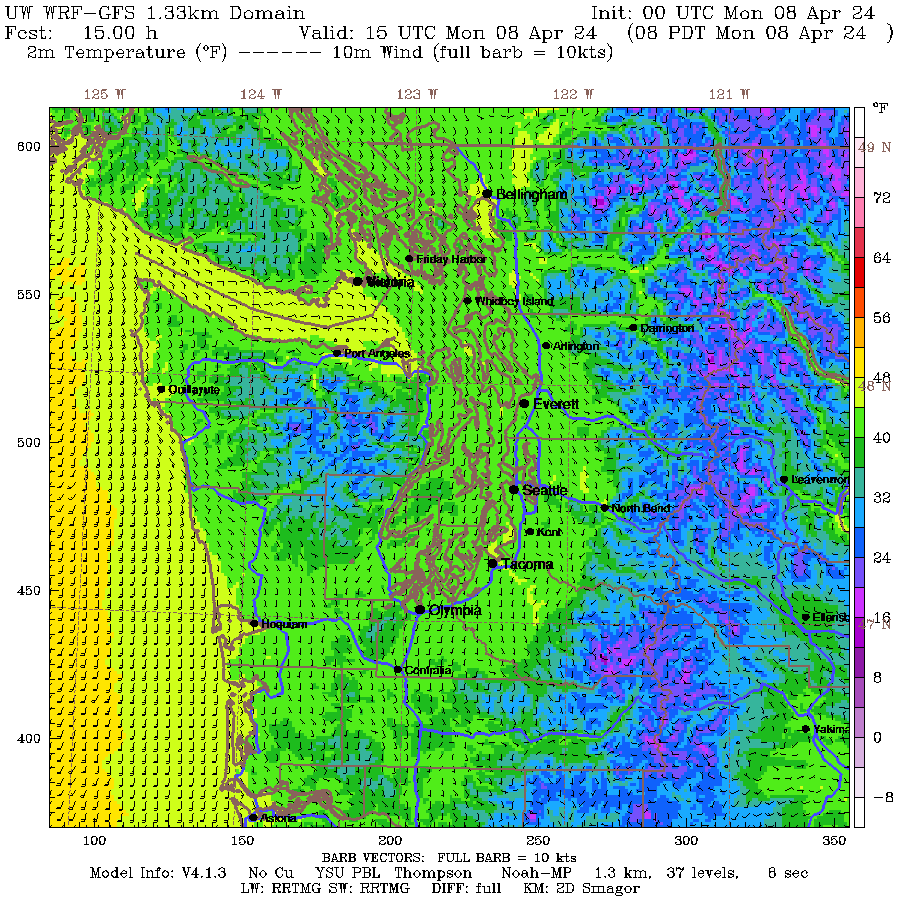 UW WRF-GFS 1.33km Domain Init: 00 UTC Mon 08 Apr 24
Fcst: 15.00 h Valid: 15 UTC Mon 08 Apr 24 (08 PDT Mon 08 Apr 24 )
2m Temperature (°F) ------ 10m Wind (full barb = 10kts)
125 W 124 W 123 W 122 W 121 W
°F
600
49 N
Bellingham
72
Friday Harbor
64
Victoria
550
Whidbey Island
56
Darrington
Arlington
Port Angeles
48
48 N
Quillayute
Everett
500
40
Leavenwor
Seattle
32
North Bend
Kent
24
Tacoma
450
Olympia
16
Ellensb
47 N
Hoquiam
Centralia
8
Yakima
400
0
-8
Astoria
100 150 200 250 300 350
BARB VECTORS: FULL BARB = 10 kts
Model Info: V4.1.3 No Cu YSU PBL Thompson Noah-MP 1.3 km, 37 levels, 8 sec
LW: RRTMG SW: RRTMG DIFF: full KM: 2D Smagor